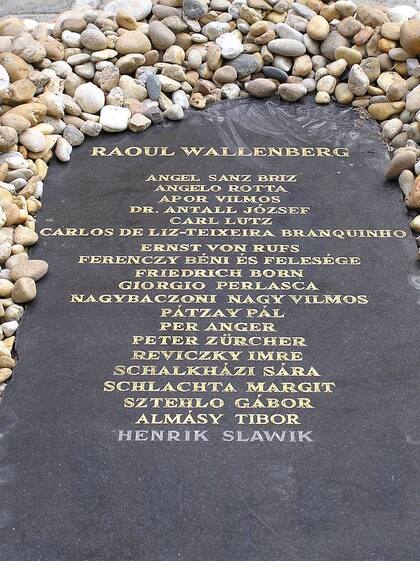 RAOUL WALLENBERG
ANGEL SANZ BRIZ
ANGELO ROTTA
APOR VILMOS
DR. ANTALL JÓZSEF
CARL LUTZ
CARLOS DE LIZ-TEIXEIRA BRANQUINHO
ERNST VON RUFS
FERENCZY BÉNI ÉS FELESÉGE
FRIEDRICH BORN
GIORGIO PERLASCA
NAGYBACZONI NAGY VILMOS
PÁTZAY PÁL
PER ANGER
PETER ZÜRCHER
REVICZKY IMRE
SCHALKHÁZI SÁRA
SCHLACHTA MARGIT
SZTEHLO GÁBOR
ALMÁSY TIBOR
HENRIK SLAWIK